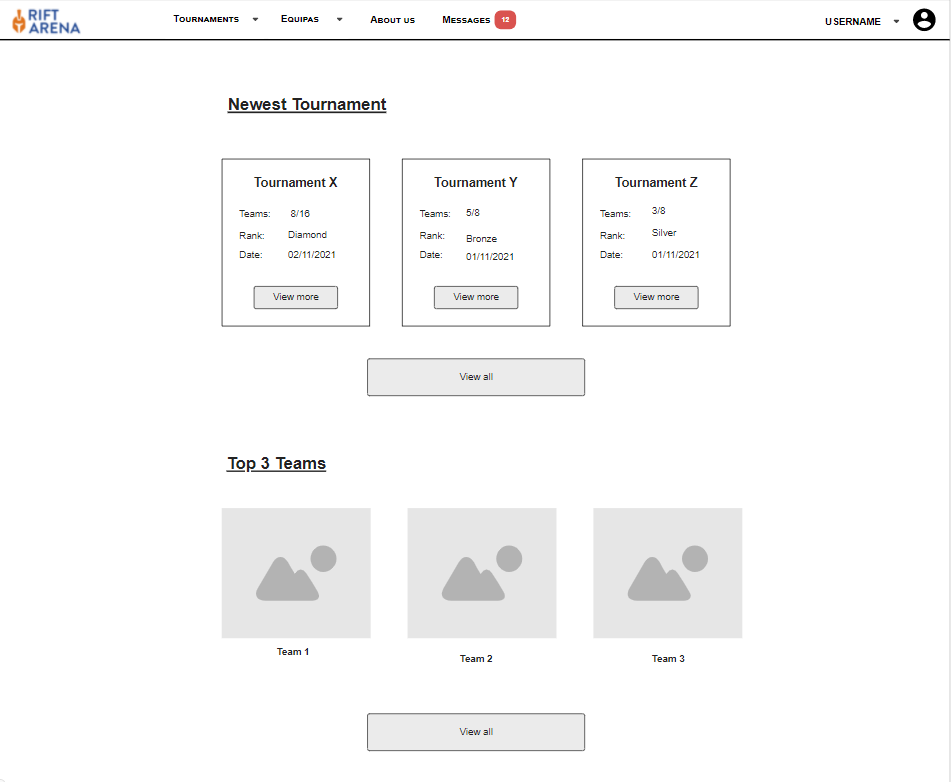 RIFT ARENA
TOURNAMENTS EQUIPAS ABOUT US MESSAGES 12 USERNAME
Newest Tournament
Tournament X
Teams: 8/16
Rank: Diamond
Date: 02/11/2021
View more
Tournament Y
Teams: 5/8
Rank: Bronze
Date: 01/11/2021
View more
Tournament Z
Teams: 3/8
Rank: Silver
Date: 01/11/2021
View more
View all
Top 3 Teams
Team 1
Team 2
Team 3
View all